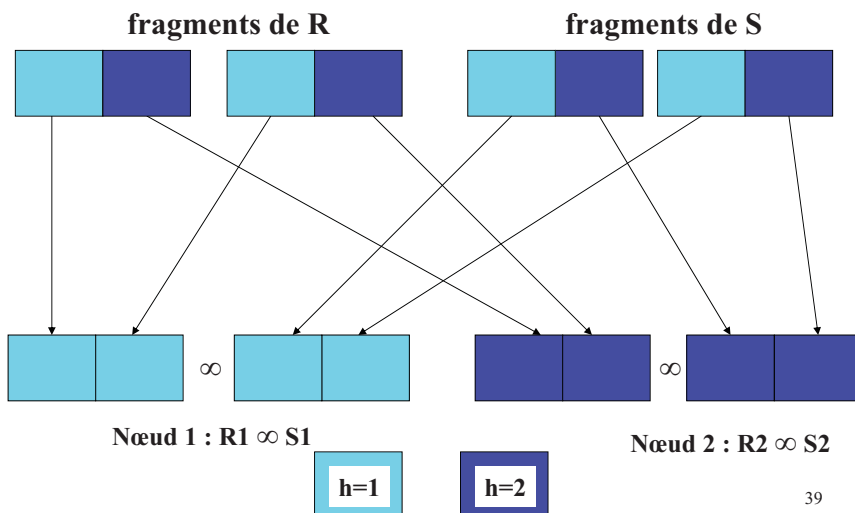 fragments de R
fragments de S
∞
∞
Nœud 1 : R1 ∞ S1
Nœud 2 : R2 ∞ S2
h=1
h=2
39